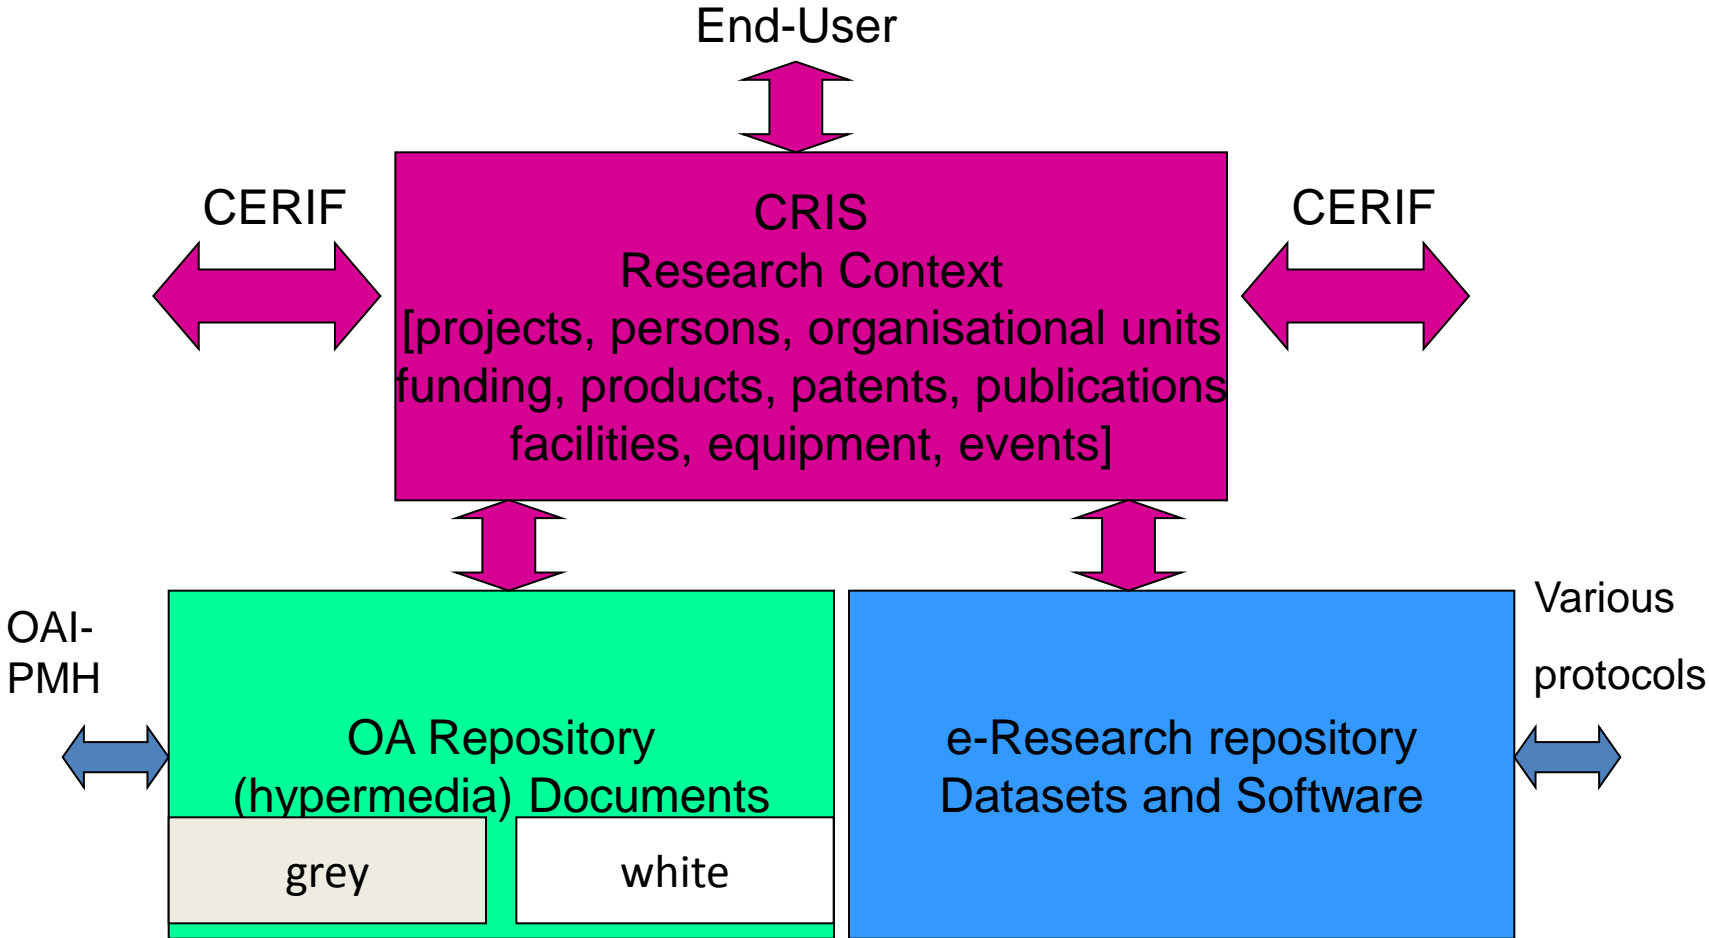 End-User
CERIF
CERIF
CRIS
Research Context
[projects, persons, organisational units
funding, products, patents, publications
facilities, equipment, events]
OAI-
PMH
Various
protocols
OA Repository
(hypermedia) Documents
e-Research repository
Datasets and Software
grey
white